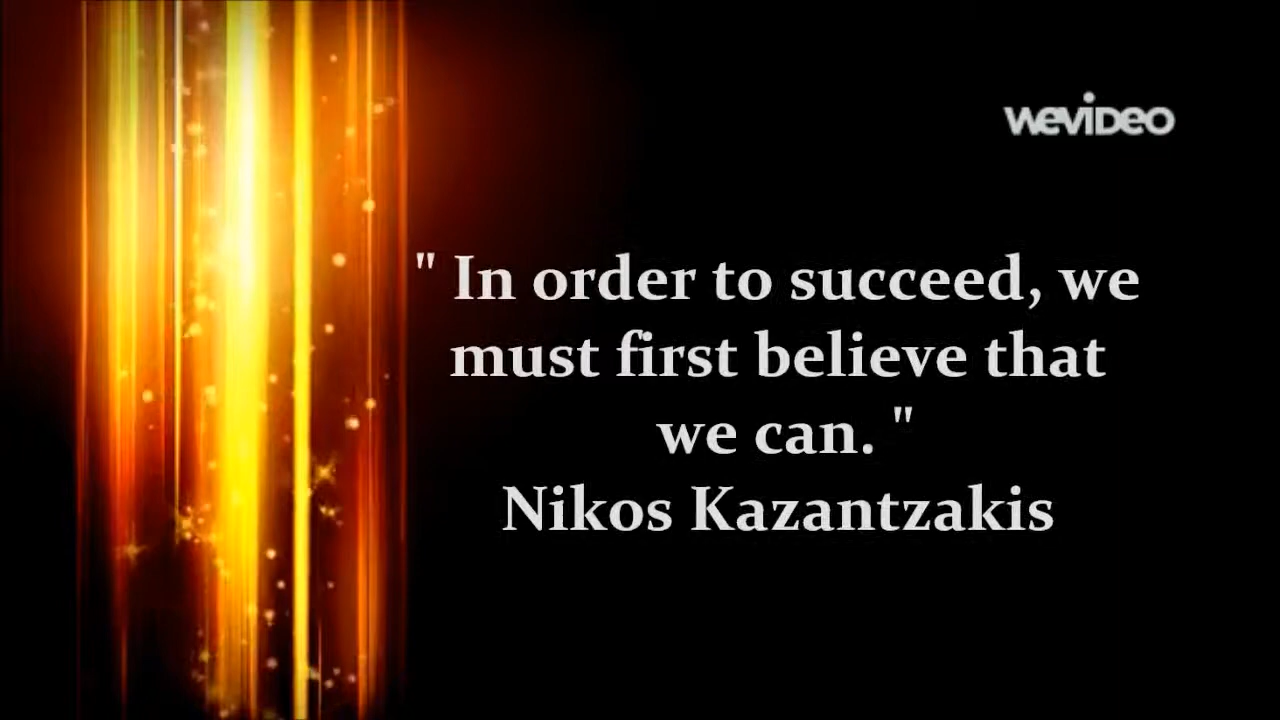 wevideo
" In order to succeed, we
must first believe that
we can. "
Nikos Kazantzakis